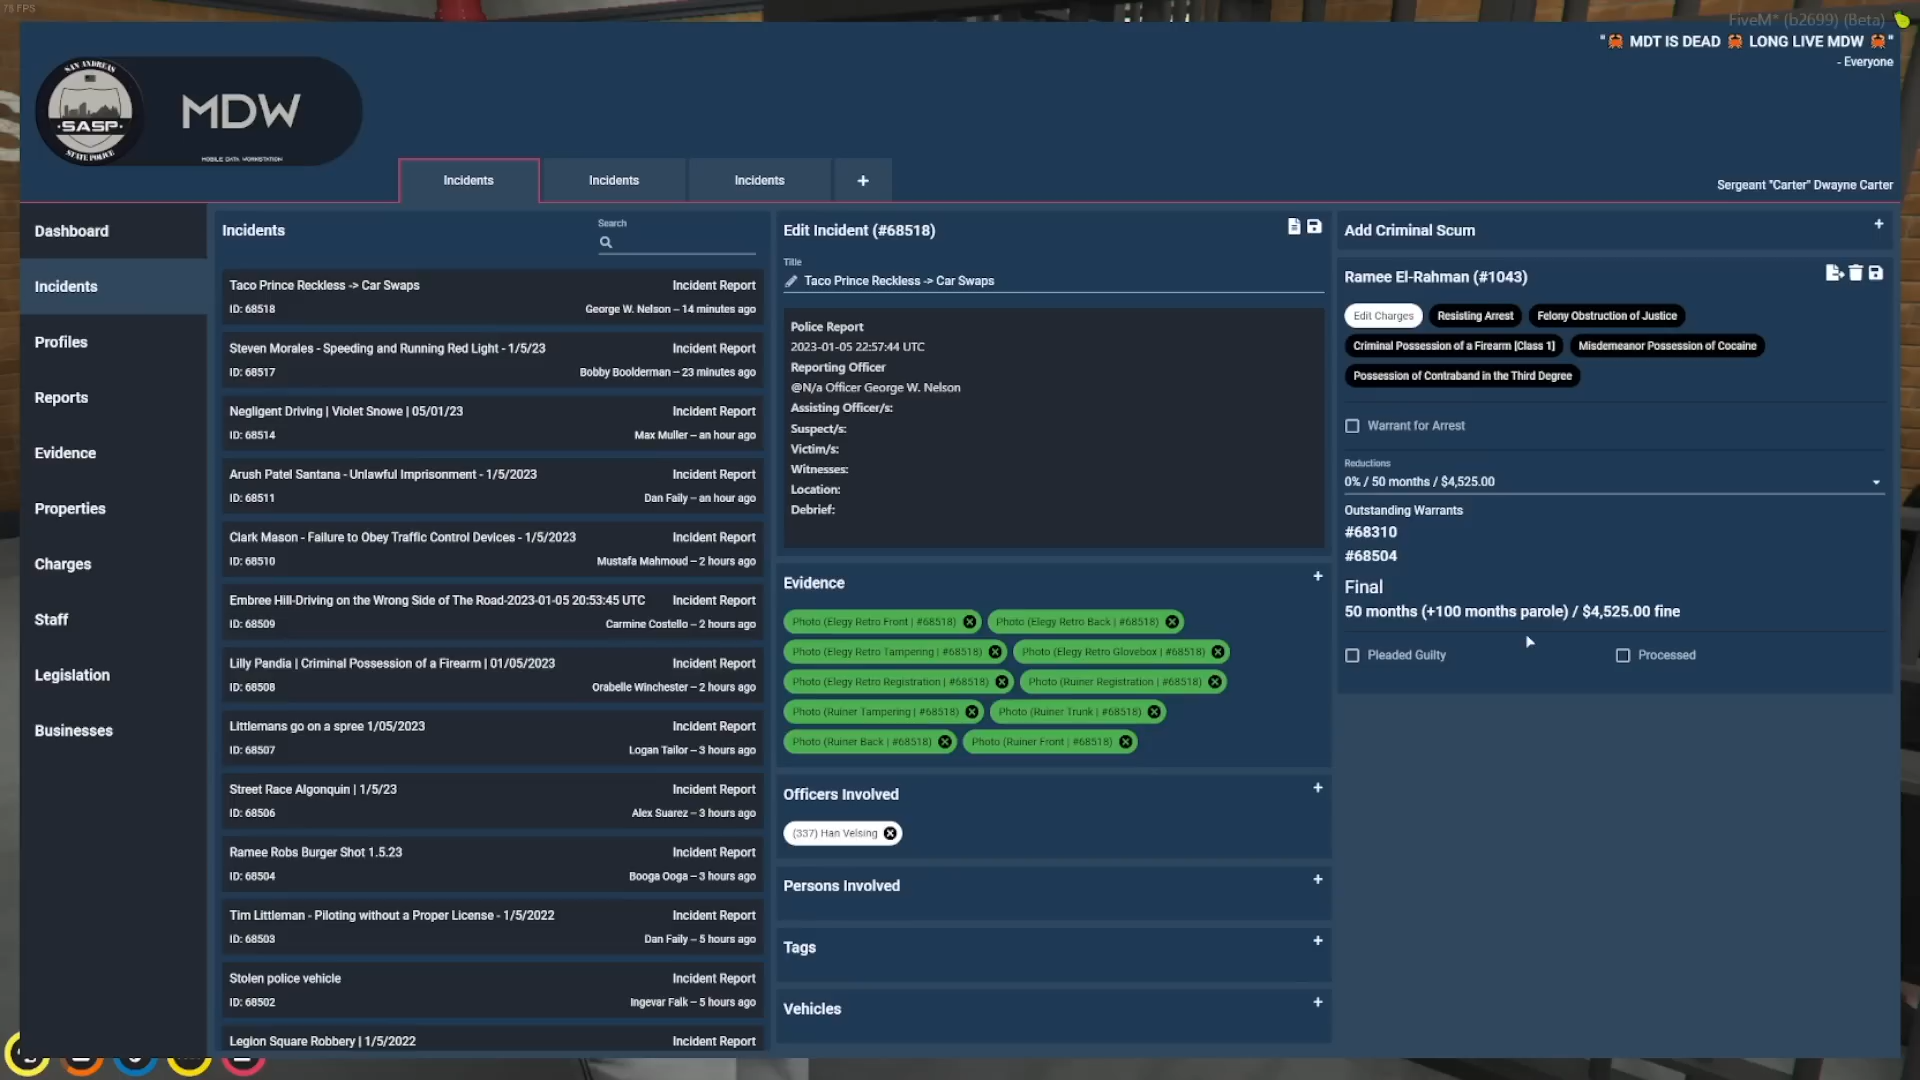 78 FPS
FiveM* (b2699) (Beta)
"🦀 MDT IS DEAD 🦀 LONG LIVE MDW 🦀"
- Everyone
SAN ANDREAS
SASP
STATE POLICE
MDW
MOBILE DATA WORKSTATION
Incidents
Incidents
Incidents
+
Sergeant "Carter" Dwayne Carter
Dashboard
Incidents
Profiles
Reports
Evidence
Properties
Charges
Staff
Legislation
Businesses
Incidents
Search
Taco Prince Reckless -> Car Swaps Incident Report
ID: 68518 George W. Nelson – 14 minutes ago
Steven Morales - Speeding and Running Red Light - 1/5/23 Incident Report
ID: 68517 Bobby Boolderman – 23 minutes ago
Negligent Driving | Violet Snowe | 05/01/23 Incident Report
ID: 68514 Max Muller – an hour ago
Arush Patel Santana - Unlawful Imprisonment - 1/5/2023 Incident Report
ID: 68511 Dan Faily – an hour ago
Clark Mason - Failure to Obey Traffic Control Devices - 1/5/2023 Incident Report
ID: 68510 Mustafa Mahmoud – 2 hours ago
Embree Hill-Driving on the Wrong Side of The Road-2023-01-05 20:53:45 UTC Incident Report
ID: 68509 Carmine Costello – 2 hours ago
Lilly Pandia | Criminal Possession of a Firearm | 01/05/2023 Incident Report
ID: 68508 Orabelle Winchester – 2 hours ago
Littlemans go on a spree 1/05/2023 Incident Report
ID: 68507 Logan Tailor – 3 hours ago
Street Race Algonquin | 1/5/23 Incident Report
ID: 68506 Alex Suarez – 3 hours ago
Ramee Robs Burger Shot 1.5.23 Incident Report
ID: 68504 Booga Ooga – 3 hours ago
Tim Littleman - Piloting without a Proper License - 1/5/2022 Incident Report
ID: 68503 Dan Faily – 5 hours ago
Stolen police vehicle Incident Report
ID: 68502 Ingevar Falk – 5 hours ago
Legion Square Robbery | 1/5/2022 Incident Report
Edit Incident (#68518)
Title
Taco Prince Reckless -> Car Swaps
Police Report
2023-01-05 22:57:44 UTC
Reporting Officer
@N/a Officer George W. Nelson
Assisting Officer/s:
Suspect/s:
Victim/s:
Witnesses:
Location:
Debrief:
Evidence +
Photo (Elegy Retro Front | #68518) Photo (Elegy Retro Back | #68518)
Photo (Elegy Retro Tampering | #68518) Photo (Elegy Retro Glovebox | #68518)
Photo (Elegy Retro Registration | #68518) Photo (Ruiner Registration | #68518)
Photo (Ruiner Tampering | #68518) Photo (Ruiner Trunk | #68518)
Photo (Ruiner Back | #68518) Photo (Ruiner Front | #68518)
Officers Involved +
(337) Han Velsing
Persons Involved +
Tags +
Vehicles +
Add Criminal Scum +
Ramee El-Rahman (#1043)
Edit Charges Resisting Arrest Felony Obstruction of Justice
Criminal Possession of a Firearm [Class 1] Misdemeanor Possession of Cocaine
Possession of Contraband in the Third Degree
Warrant for Arrest
Reductions
0% / 50 months / $4,525.00
Outstanding Warrants
#68310
#68504
Final
50 months (+100 months parole) / $4,525.00 fine
Pleaded Guilty Processed